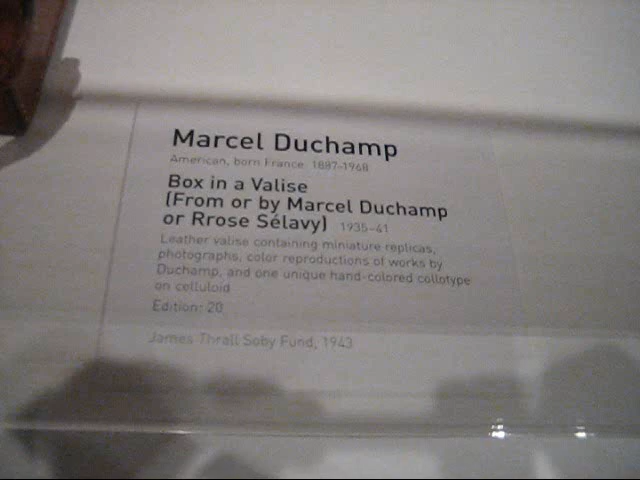 Marcel Duchamp
American, born France. 1887–1968
Box in a Valise
(From or by Marcel Duchamp
or Rrose Sélavy) 1935–41
Leather valise containing miniature replicas,
photographs, color reproductions of works by
Duchamp, and one unique hand-colored collotype
on celluloid
Edition: 20
James Thrall Soby Fund, 1943